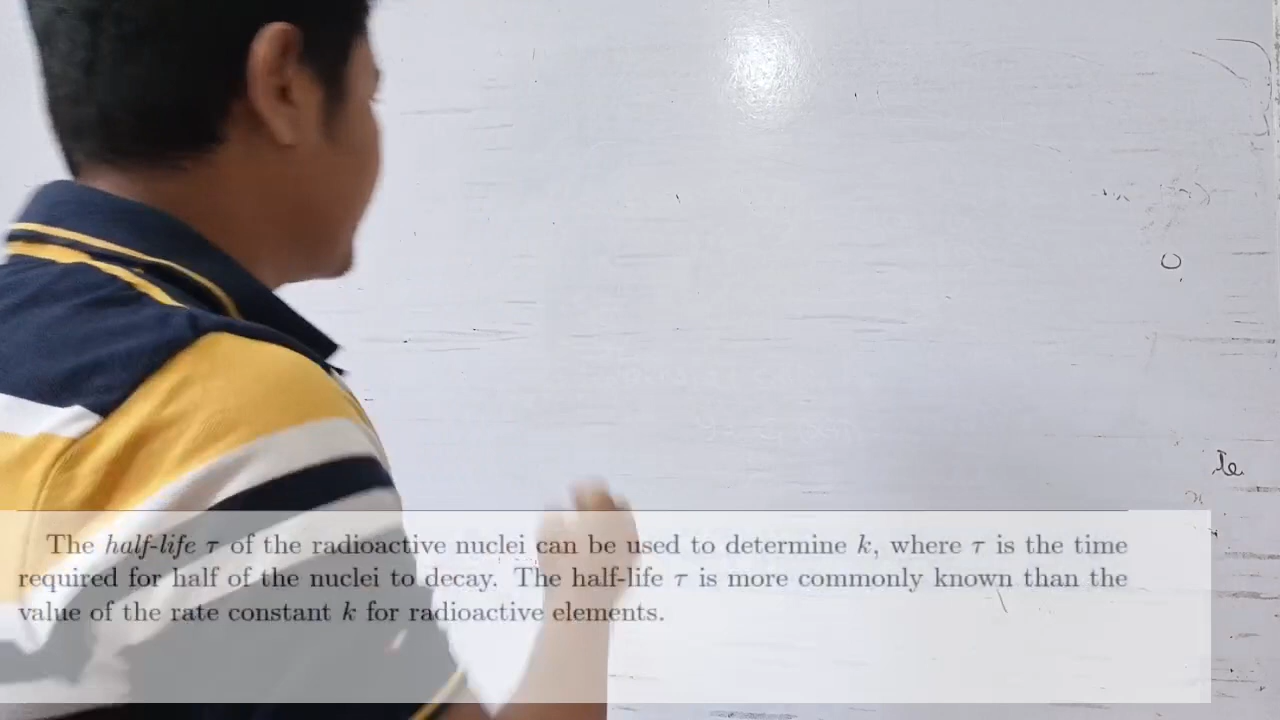 The half-life τ of the radioactive nuclei can be used to determine k, where τ is the time
required for half of the nuclei to decay. The half-life τ is more commonly known than the
value of the rate constant k for radioactive elements.